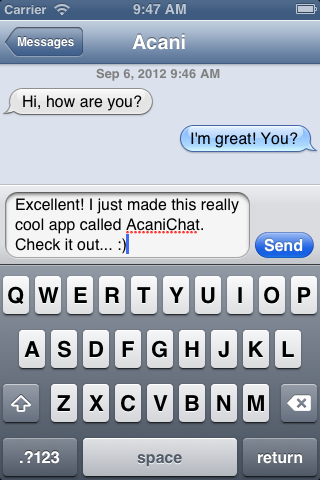 Carrier 9:47 AM
Messages Acani
Sep 6, 2012 9:46 AM
Hi, how are you?
I'm great! You?
Excellent! I just made this really
cool app called AcaniChat.
Check it out... :)
Send
Q W E R T Y U I O P
A S D F G H J K L
Z X C V B N M
.?123 space return